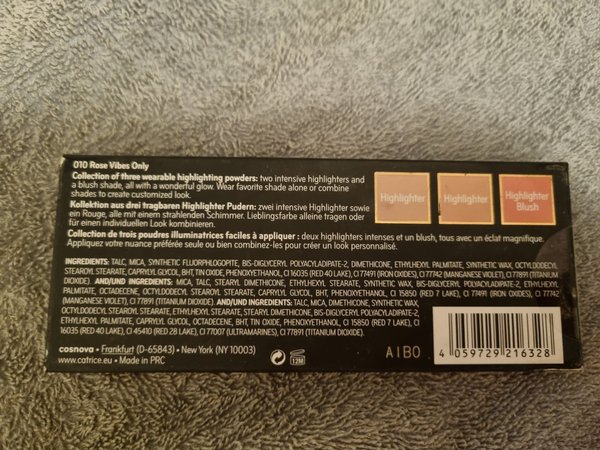 010 Rose Vibes Only
Collection of three wearable highlighting powders: two intensive highlighters and
a blush shade, all with a wonderful glow. Wear favorite shade alone or combine
shades to created customized look.
Kollektion aus drei tragbaren Highlighter Pudern: zwei intensive Highlighter sowie
ein Rouge, alle mit einem strahlenden Schimmer. Lieblingsfarbe alleine tragen oder
für einen individuellen Look kombinieren.
Collection de trois poudres illuminatrices faciles à appliquer : deux highlighters intenses et un blush, tous avec un éclat magnifique.
Appliquez votre nuance préférée seule ou bien combinez-les pour créer un look personnalisé.
Highlighter
Highlighter
Highlighter
Blush
INGREDIENTS: TALC, MICA, SYNTHETIC FLUORPHLOGOPITE, BIS-DIGLYCERYL POLYACYLADIPATE-2, DIMETHICONE, ETHYLHEXYL PALMITATE, SYNTHETIC WAX, OCTYLDODECYL
STEAROYL STEARATE, CAPRYLYL GLYCOL, BHT, TIN OXIDE, PHENOXYETHANOL, CI 16035 (RED 40 LAKE), CI 77491 (IRON OXIDES), CI 77742 (MANGANESE VIOLET), CI 77891 (TITANIUM
DIOXIDE). AND/UND INGREDIENTS: MICA, TALC, STEARYL DIMETHICONE, ETHYLHEXYL STEARATE, SYNTHETIC WAX, BIS-DIGLYCERYL POLYACYLADIPATE-2, ETHYLHEXYL
PALMITATE, OCTADECENE, OCTYLDODECYL STEAROYL STEARATE, CAPRYLYL GLYCOL, BHT, PHENOXYETHANOL, CI 15850 (RED 7 LAKE), CI 77491 (IRON OXIDES), CI 77742
(MANGANESE VIOLET), CI 77891 (TITANIUM DIOXIDE). AND/UND INGREDIENTS: TALC, MICA, DIMETHICONE, SYNTHETIC WAX,
OCTYLDODECYL STEAROYL STEARATE, ETHYLHEXYL STEARATE, STEARYL DIMETHICONE, BIS-DIGLYCERYL POLYACYLADIPATE-2,
ETHYLHEXYL PALMITATE, CAPRYLYL GLYCOL, OCTADECENE, BHT, TIN OXIDE, PHENOXYETHANOL, CI 15850 (RED 7 LAKE), CI
16035 (RED 40 LAKE), CI 45410 (RED 28 LAKE), CI 77007 (ULTRAMARINES), CI 77891 (TITANIUM DIOXIDE).
cosnova • Frankfurt (D-65843) • New York (NY 10003)
www.catrice.eu • Made in PRC
12M
AIBO
4 059729 216328